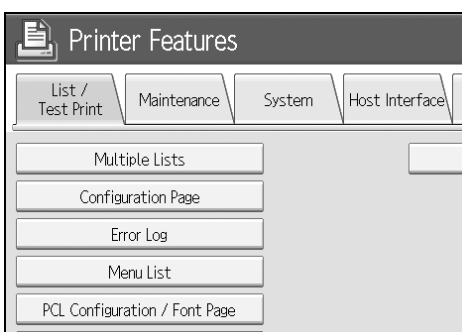 Printer Features
List /
Test Print
Maintenance
System
Host Interface
Multiple Lists
Configuration Page
Error Log
Menu List
PCL Configuration / Font Page